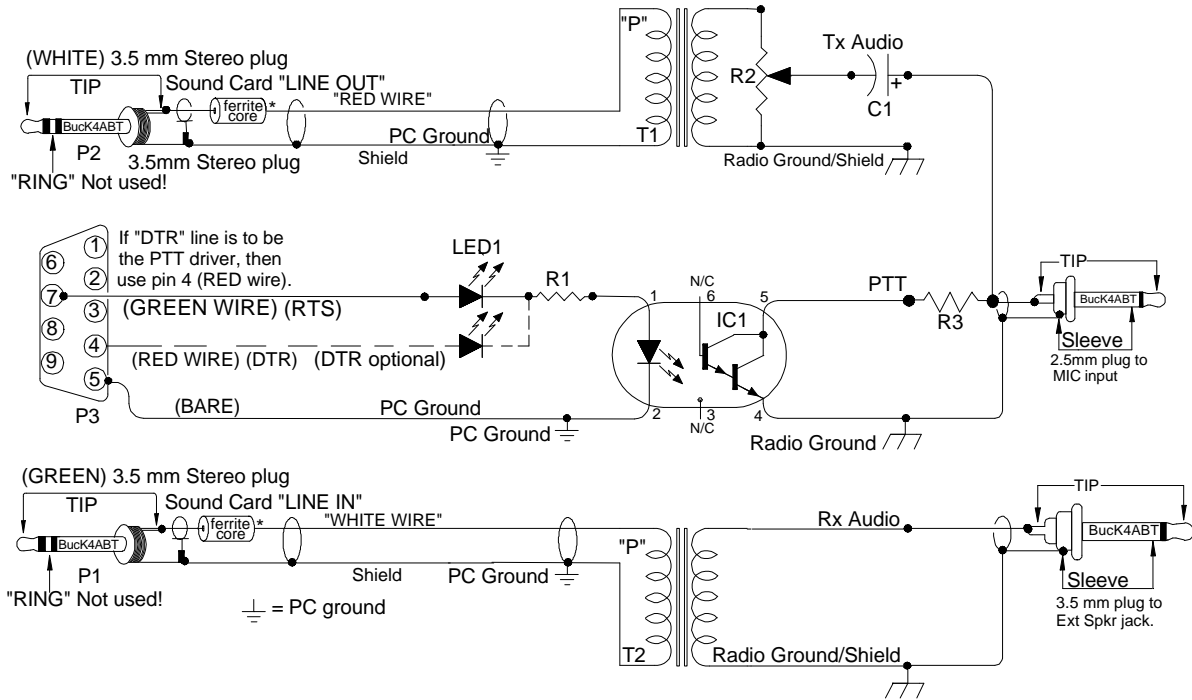 (WHITE) 3.5 mm Stereo plug
TIP
Sound Card "LINE OUT"
ferrite
core
*
"RED WIRE"
"P"
BucK4ABT
P2
3.5mm Stereo plug
"RING" Not used!
PC Ground
Shield
T1
R2
Tx Audio
+
C1
Radio Ground/Shield
1
2
3
4
5
6
7
8
9
P3
If "DTR" line is to be
the PTT driver, then
use pin 4 (RED wire).
LED1
R1
(GREEN WIRE) (RTS)
(RED WIRE) (DTR)
(DTR optional)
(BARE)
PC Ground
PC Ground
1
N/C
6
5
IC1
2
3
N/C
4
PTT
R3
Radio Ground
TIP
BucK4ABT
Sleeve
2.5mm plug to
MIC input
(GREEN) 3.5 mm Stereo plug
TIP
Sound Card "LINE IN"
ferrite
core
*
"WHITE WIRE"
"P"
BucK4ABT
P1
"RING" Not used!
Shield
PC Ground
= PC ground
T2
Rx Audio
Radio Ground/Shield
TIP
BucK4ABT
Sleeve
3.5 mm plug to
Ext Spkr jack.